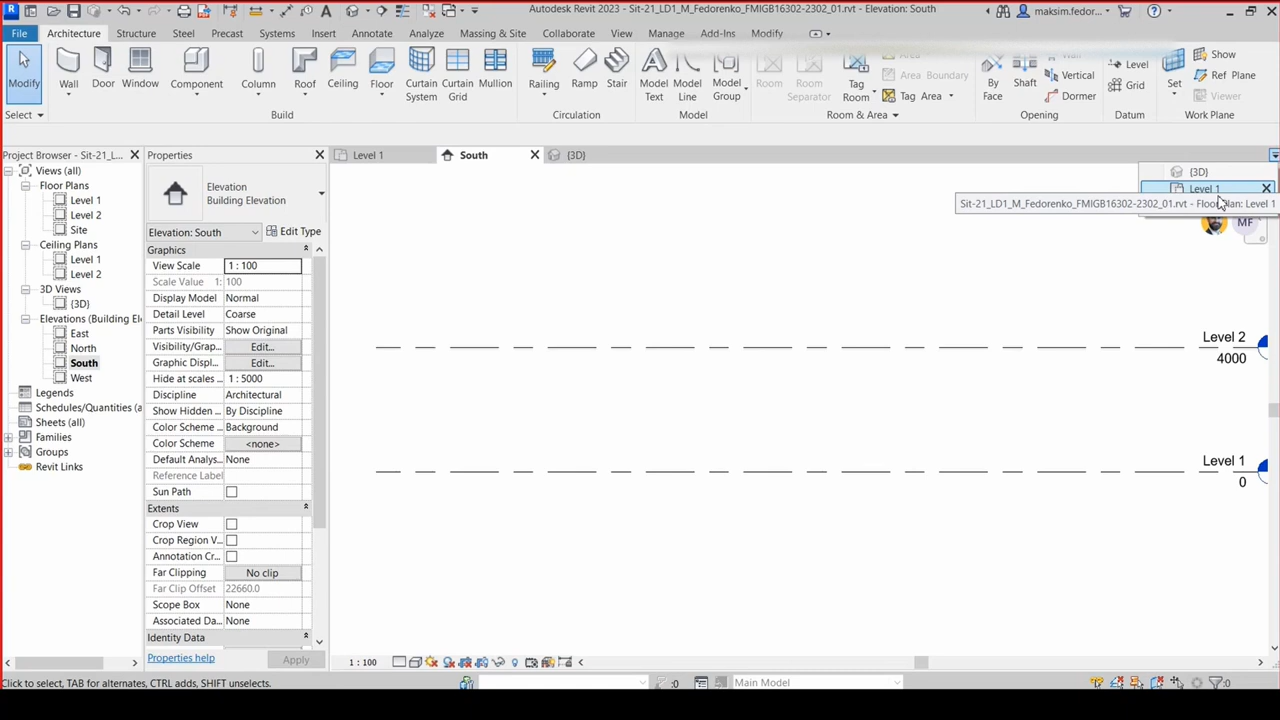 Autodesk Revit 2023 - Sit-21_LD1_M_Fedorenko_FMIGB16302-2302_01.rvt - Elevation: South
maksim.fedor...
File Architecture Structure Steel Precast Systems Insert Annotate Analyze Massing & Site Collaborate View Manage Add-Ins Modify
Modify Wall Door Window Component Column Roof Ceiling Floor Curtain System Curtain Grid Mullion Railing Ramp Stair Model Text Model Line Model Group Room Room Separator Tag Room Area Boundary Tag Area By Face Shaft Vertical Dormer Level Grid Set Show Ref Plane Viewer
Select Build Circulation Model Room & Area Opening Datum Work Plane
Project Browser - Sit-21_L...
Views (all)
Floor Plans
Level 1
Level 2
Site
Ceiling Plans
Level 1
Level 2
3D Views
{3D}
Elevations (Building El
East
North
South
West
Legends
Schedules/Quantities (a
Sheets (all)
Families
Groups
Revit Links
Properties
Elevation
Building Elevation
Elevation: South
Edit Type
Graphics
View Scale 1 : 100
Scale Value 1: 100
Display Model Normal
Detail Level Coarse
Parts Visibility Show Original
Visibility/Grap... Edit...
Graphic Displ... Edit...
Hide at scales ... 1 : 5000
Discipline Architectural
Show Hidden ... By Discipline
Color Scheme ... Background
Color Scheme <none>
Default Analys... None
Reference Label
Sun Path
Extents
Crop View
Crop Region V...
Annotation Cr...
Far Clipping No clip
Far Clip Offset 22660.0
Scope Box None
Associated Da... None
Identity Data
Properties help Apply
Level 1 South {3D}
{3D}
Level 1
Sit-21_LD1_M_Fedorenko_FMIGB16302-2302_01.rvt - Floor Plan: Level 1
MF
Level 2
4000
Level 1
0
1 : 100
Click to select, TAB for alternates, CTRL adds, SHIFT unselects.
:0
Main Model
:0